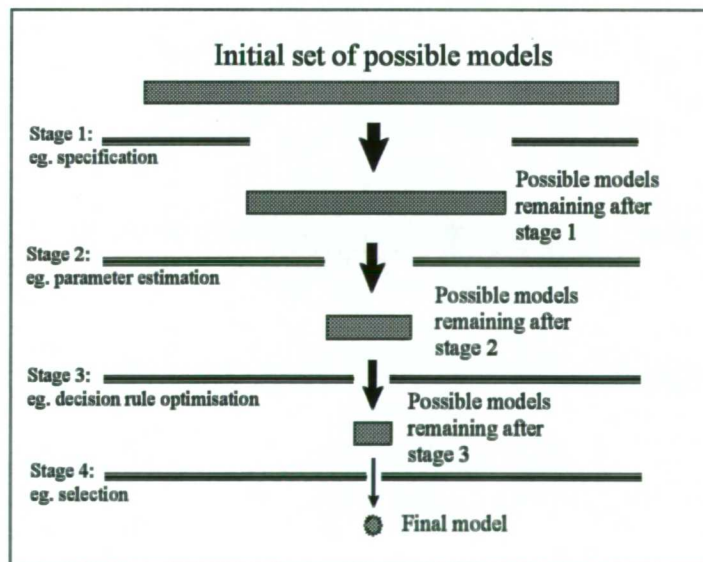 Initial set of possible models
Stage 1:
eg. specification
Possible models
remaining after
stage 1
Stage 2:
eg. parameter estimation
Possible models
remaining after
stage 2
Stage 3:
eg. decision rule optimisation
Possible models
remaining after
stage 3
Stage 4:
eg. selection
Final model